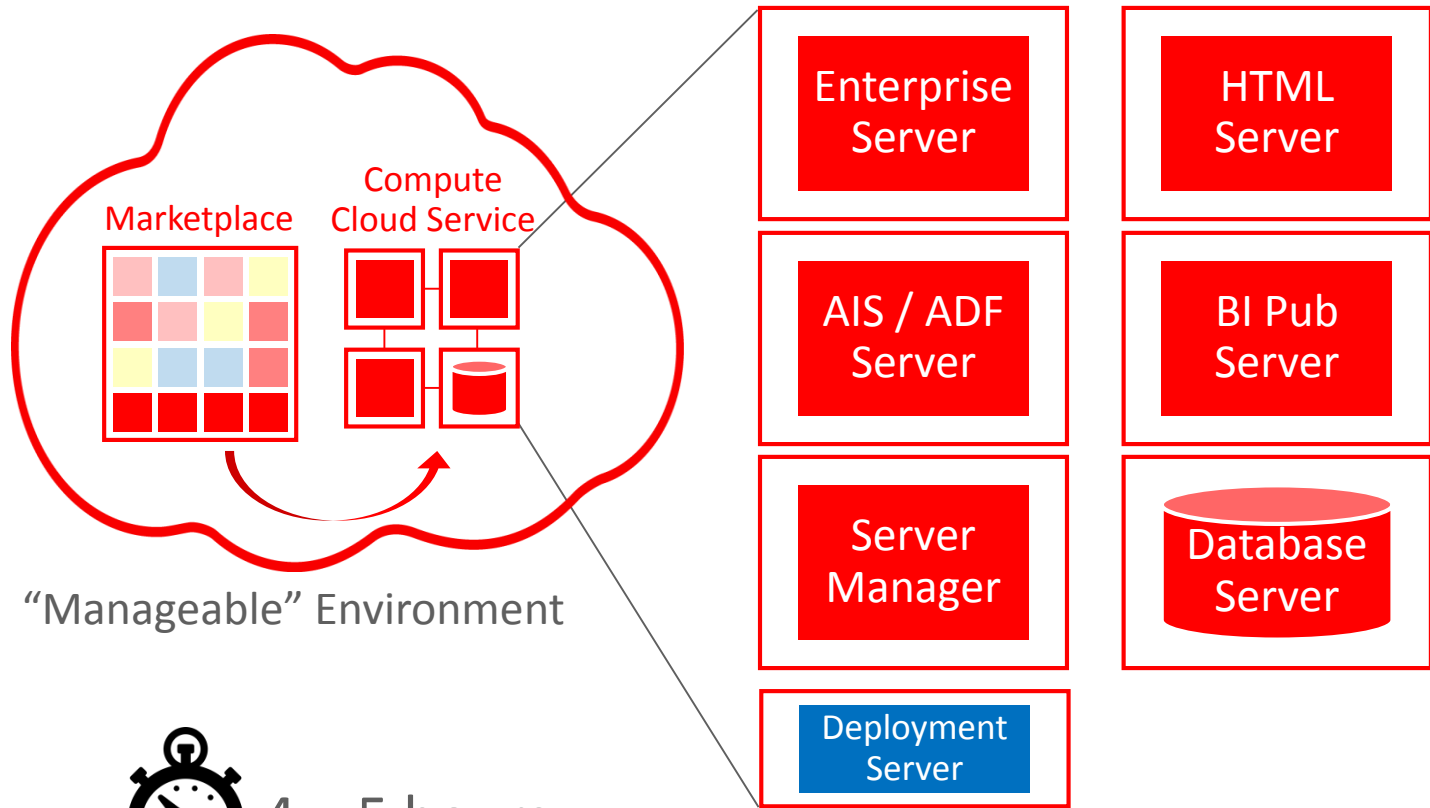 Marketplace
Compute
Cloud Service
"Manageable" Environment
Enterprise
Server
HTML
Server
AIS / ADF
Server
BI Pub
Server
Server
Manager
Database
Server
Deployment
Server